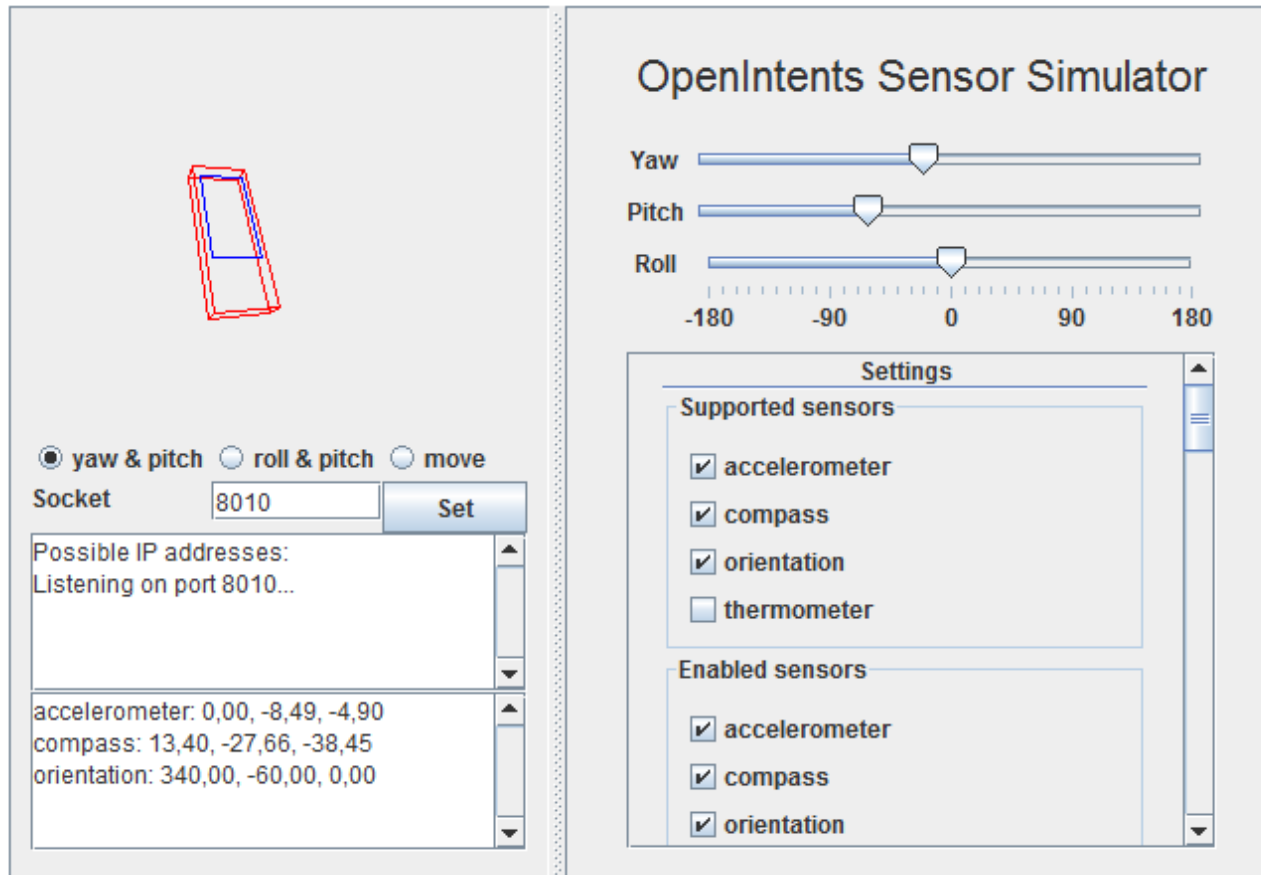 yaw & pitch roll & pitch move
Socket 8010 Set
Possible IP addresses:
Listening on port 8010...
accelerometer: 0,00, -8,49, -4,90
compass: 13,40, -27,66, -38,45
orientation: 340,00, -60,00, 0,00
OpenIntents Sensor Simulator
Yaw
Pitch
Roll
-180 -90 0 90 180
Settings
Supported sensors
accelerometer
compass
orientation
thermometer
Enabled sensors
accelerometer
compass
orientation